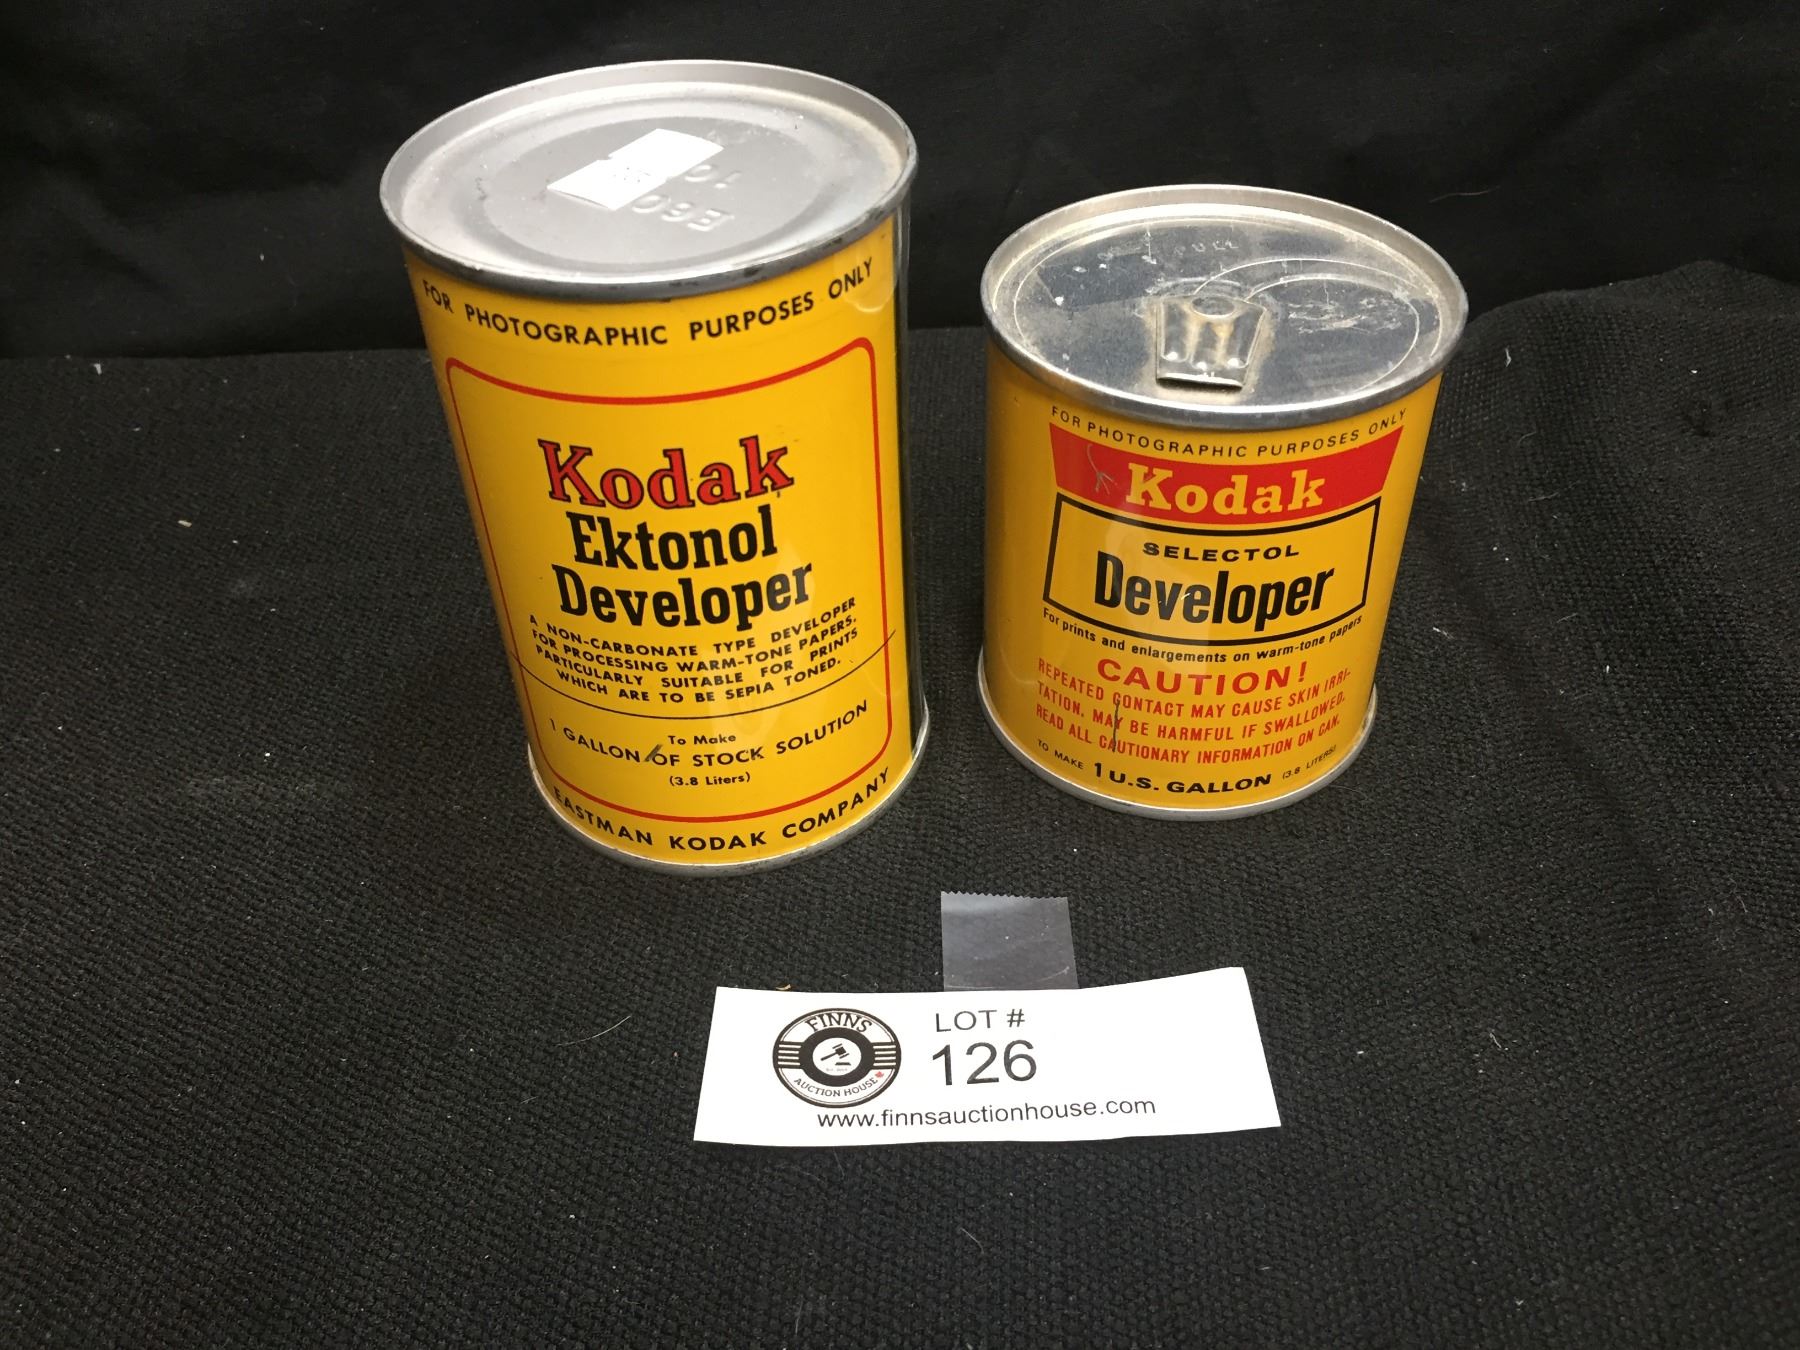 FOR PHOTOGRAPHIC PURPOSES ONLY
Kodak
Ektonol
Developer
A NON-CARBONATE TYPE DEVELOPER
FOR PROCESSING WARM-TONE PAPERS.
PARTICULARLY SUITABLE FOR PRINTS
WHICH ARE TO BE SEPIA TONED.
To Make
1 GALLON OF STOCK SOLUTION
(3.8 Liters)
EASTMAN KODAK COMPANY
FOR PHOTOGRAPHIC PURPOSES ONLY
Kodak
SELECTOL
Developer
For prints and enlargements on warm-tone papers
CAUTION!
REPEATED CONTACT MAY CAUSE SKIN IRRI-
TATION. MAY BE HARMFUL IF SWALLOWED.
READ ALL CAUTIONARY INFORMATION ON CAN.
TO MAKE 1 U.S. GALLON (3.8 LITERS)
FINNS
AUCTION HOUSE
LOT #
126
www.finnsauctionhouse.com